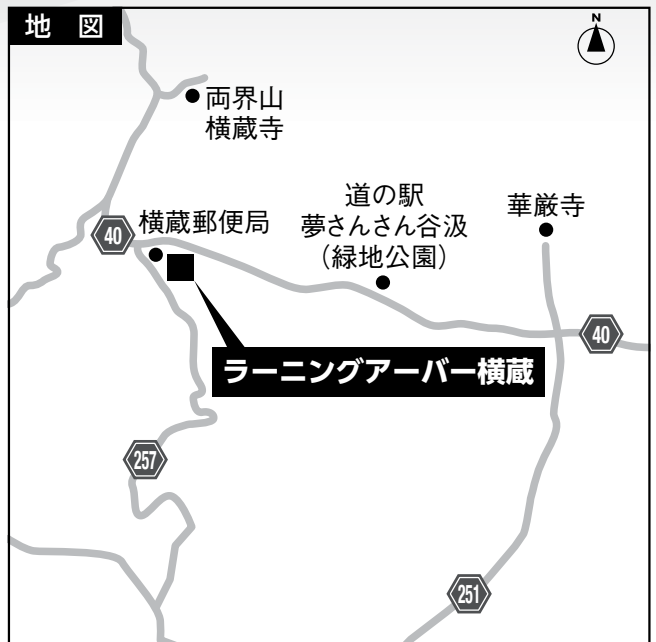 地 図
N
両界山
横蔵寺
40
横蔵郵便局
道の駅
夢さんさん谷汲
（緑地公園）
華厳寺
40
ラーニングアーバー横蔵
257
251